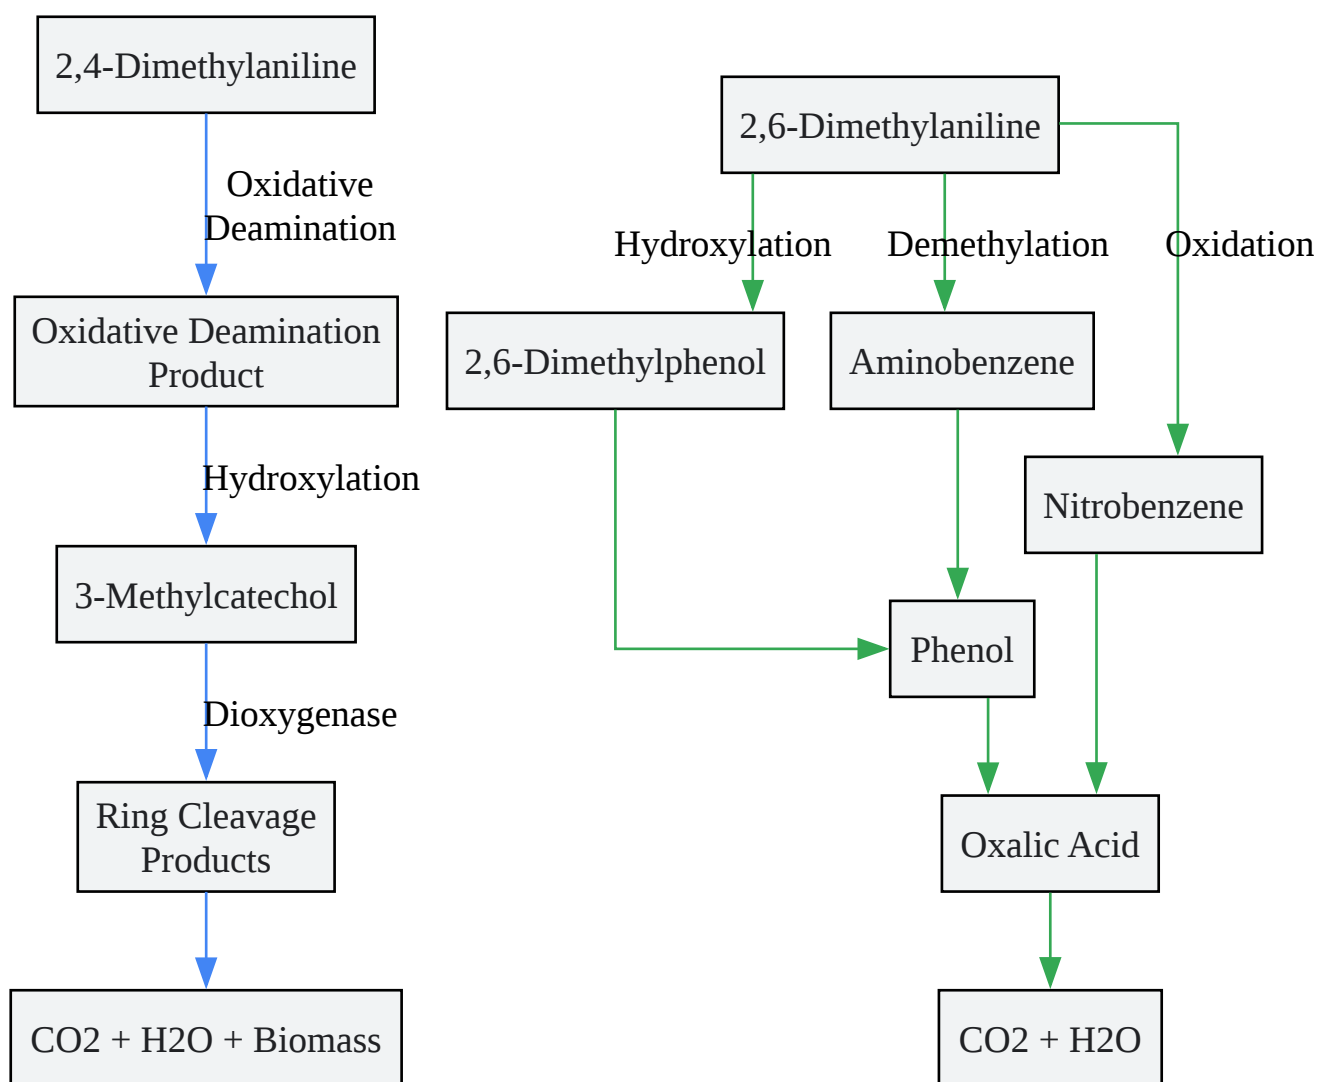 2,4-Dimethylaniline
Oxidative
Deamination
Oxidative Deamination
Product
Hydroxylation
3-Methylcatechol
Dioxygenase
Ring Cleavage
Products
CO2 + H2O + Biomass
2,6-Dimethylaniline
Hydroxylation
Demethylation
Oxidation
2,6-Dimethylphenol
Aminobenzene
Nitrobenzene
Phenol
Oxalic Acid
CO2 + H2O